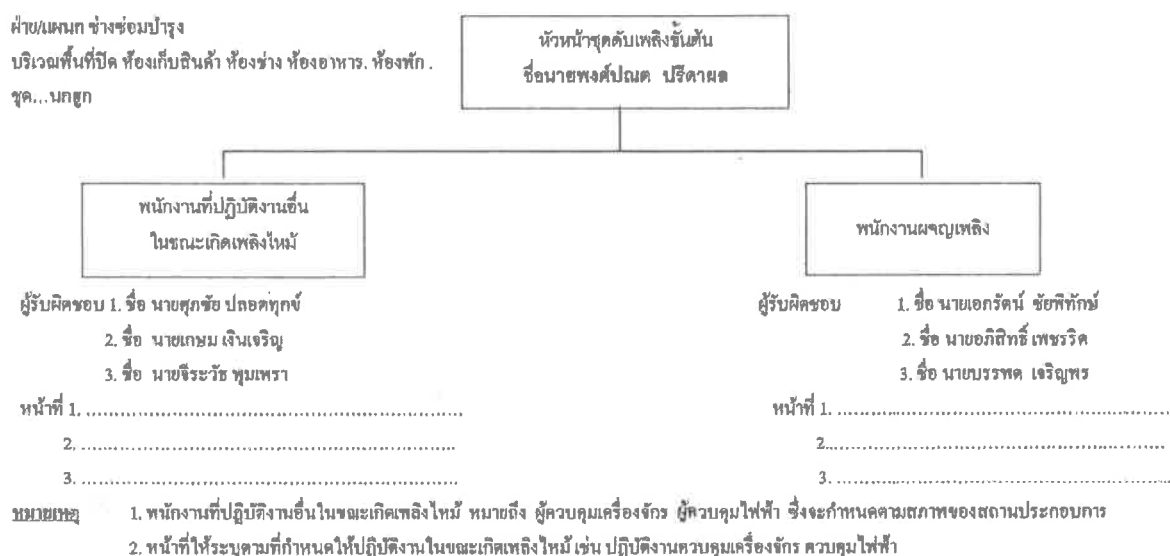 ฝ่าย/แผนก ช่างซ่อมบำรุง
บริเวณพื้นที่ปิด ห้องเก็บสินค้า ห้องช่าง ห้องอาหาร. ห้องพัก .
ชุด...นกฮูก
หัวหน้าชุดดับเพลิงขั้นต้น
ชื่อนายพงศ์ปณต ปรีดาผล
พนักงานที่ปฏิบัติงานอื่น
ในขณะเกิดเพลิงไหม้
พนักงานผจญเพลิง
ผู้รับผิดชอบ 1. ชื่อ นายศุภชัย ปลอดทุกข์
2. ชื่อ นายเกษม เงินเจริญ
3. ชื่อ นายจีระวัธ พุมเพรา
หน้าที่ 1. ..................................................................
2. ..................................................................
3. ..................................................................
ผู้รับผิดชอบ 1. ชื่อ นายเอกรัตน์ ชัยพิทักษ์
2. ชื่อ นายอภิสิทธิ์ เพชรริด
3. ชื่อ นายบรรพต เจริญพร
หน้าที่ 1. ..................................................................
2. ..................................................................
3. ..................................................................
หมายเหตุ 1. พนักงานที่ปฏิบัติงานอื่นในขณะเกิดเพลิงไหม้ หมายถึง ผู้ควบคุมเครื่องจักร ผู้ควบคุมไฟฟ้า ซึ่งจะกำหนดตามสภาพของสถานประกอบการ
2. หน้าที่ให้ระบุตามที่กำหนดให้ปฏิบัติงานในขณะเกิดเพลิงไหม้ เช่น ปฏิบัติงานควบคุมเครื่องจักร ควบคุมไฟฟ้า